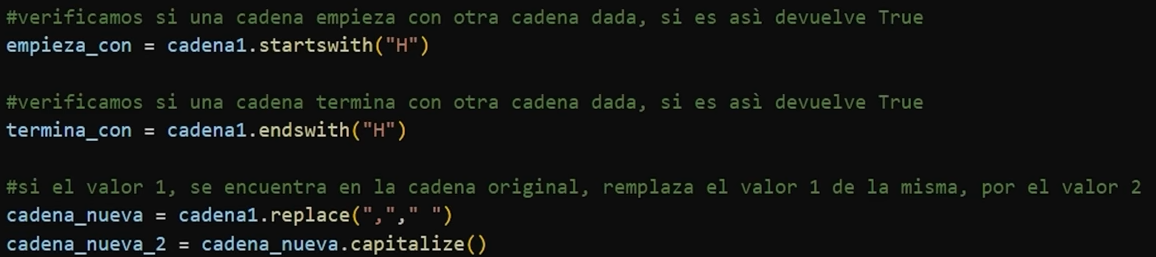 #verificamos si una cadena empieza con otra cadena dada, si es asì devuelve True
empieza_con = cadena1.startswith("H")
#verificamos si una cadena termina con otra cadena dada, si es asì devuelve True
termina_con = cadena1.endswith("H")
#si el valor 1, se encuentra en la cadena original, remplaza el valor 1 de la misma, por el valor 2
cadena_nueva = cadena1.replace(","," ")
cadena_nueva_2 = cadena_nueva.capitalize()